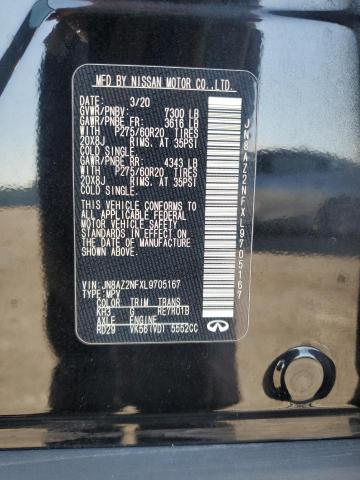 MFD BY NISSAN MOTOR CO.,LTD.
DATE: 3/20
GVWR/PNBV: 7300 LB
GAWR/PNBE FR: 3616 LB
WITH P275/60R20 TIRES
20X8J RIMS, AT 35PSI
COLD SINGLE.
GAWR/PNBE RR: 4343 LB
WITH P275/60R20 TIRES
20X8J RIMS, AT 35PSI
COLD SINGLE.
THIS VEHICLE CONFORMS TO
ALL APPLICABLE FEDERAL
MOTOR VEHICLE SAFETY
STANDARDS IN EFFECT ON THE
DATE OF MANUFACTURE SHOWN
ABOVE.
VIN: JN8AZ2NFXL9705167
TYPE: MPV
COLOR TRIM TRANS
KH3 G RE7R01B
AXLE ENGINE
RD29 VK56(VD) 5552CC
INFINITI
JN8AZ2NFXL9705167